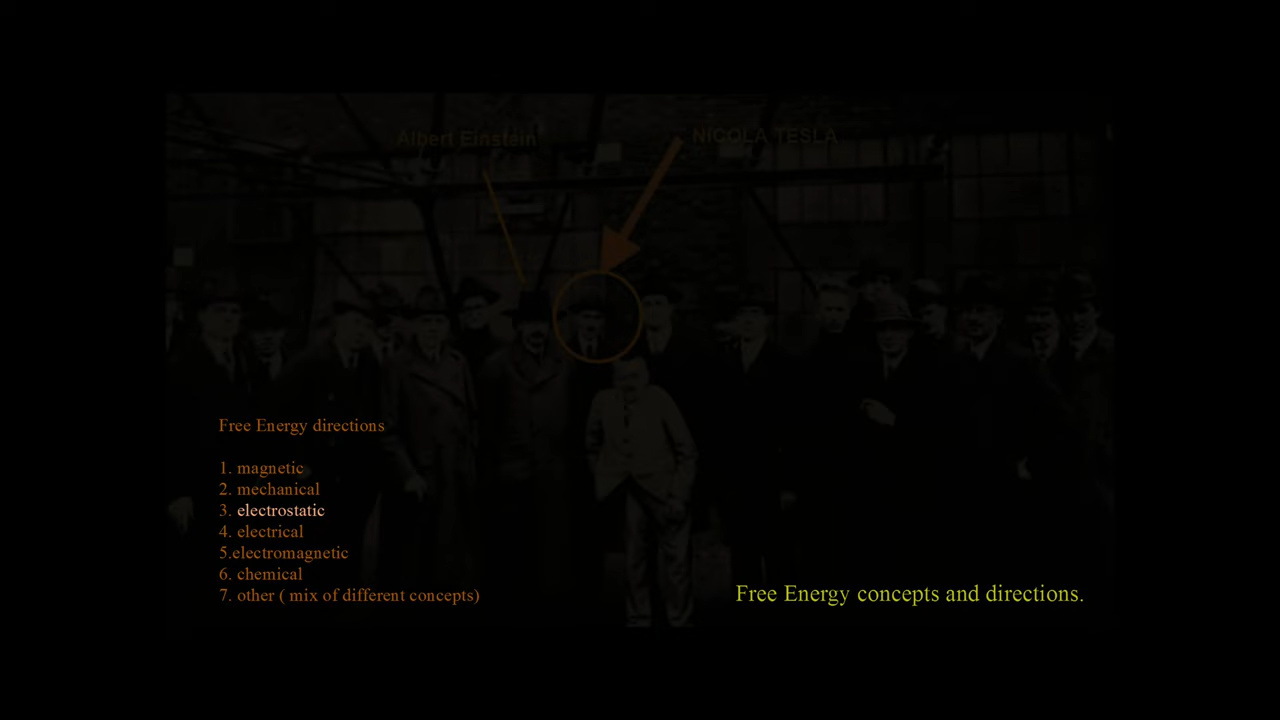 Albert Einstein
NICOLA TESLA
Free Energy directions
1. magnetic
2. mechanical
3. electrostatic
4. electrical
5.electromagnetic
6. chemical
7. other ( mix of different concepts)
Free Energy concepts and directions.